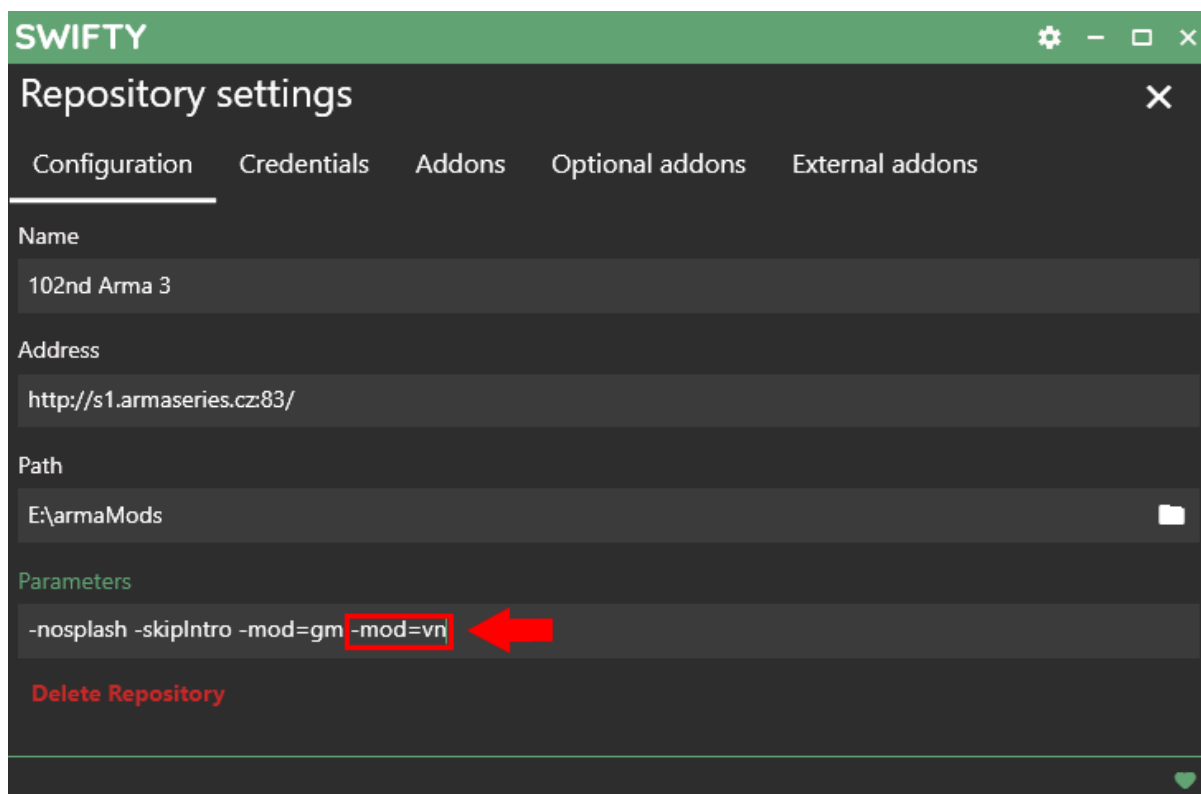 SWIFTY
Repository settings
Configuration Credentials Addons Optional addons External addons
Name
102nd Arma 3
Address
http://s1.armaseries.cz:83/
Path
E:\armaMods
Parameters
-nosplash -skipIntro -mod=gm -mod=vn
Delete Repository